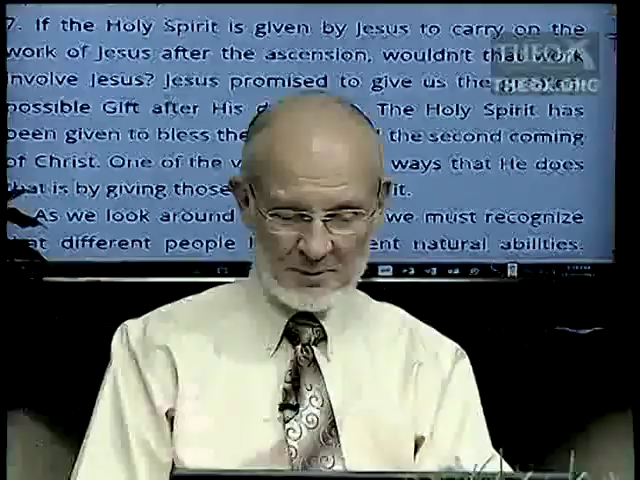 7. If the Holy Spirit is given by Jesus to carry on the
work of Jesus after the ascension, wouldn't that work
involve Jesus? Jesus promised to give us the
possible Gift after His The Holy Spirit has
been given to bless the the second coming
of Christ. One of the ways that He does
that is by giving those it.
As we look around we must recognize
different people natural abilities.
THEOX
THEOX.ORG